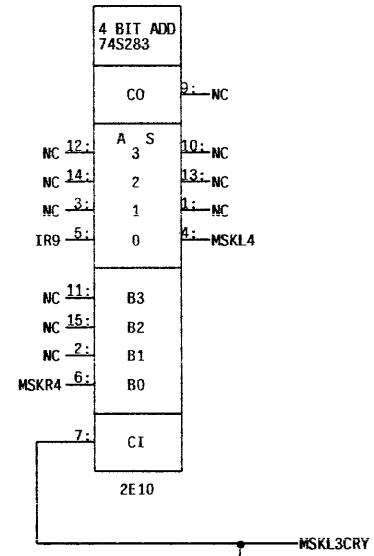 4 BIT ADD
74S283
CO 9: NC
A S
NC 12: 3 10: NC
NC 14: 2 13: NC
NC 3: 1 1: NC
IR9 5: 0 4: MSKL4
NC 11: B3
NC 15: B2
NC 2: B1
MSKR4 6: B0
7: CI
2E10
MSKL3CRY